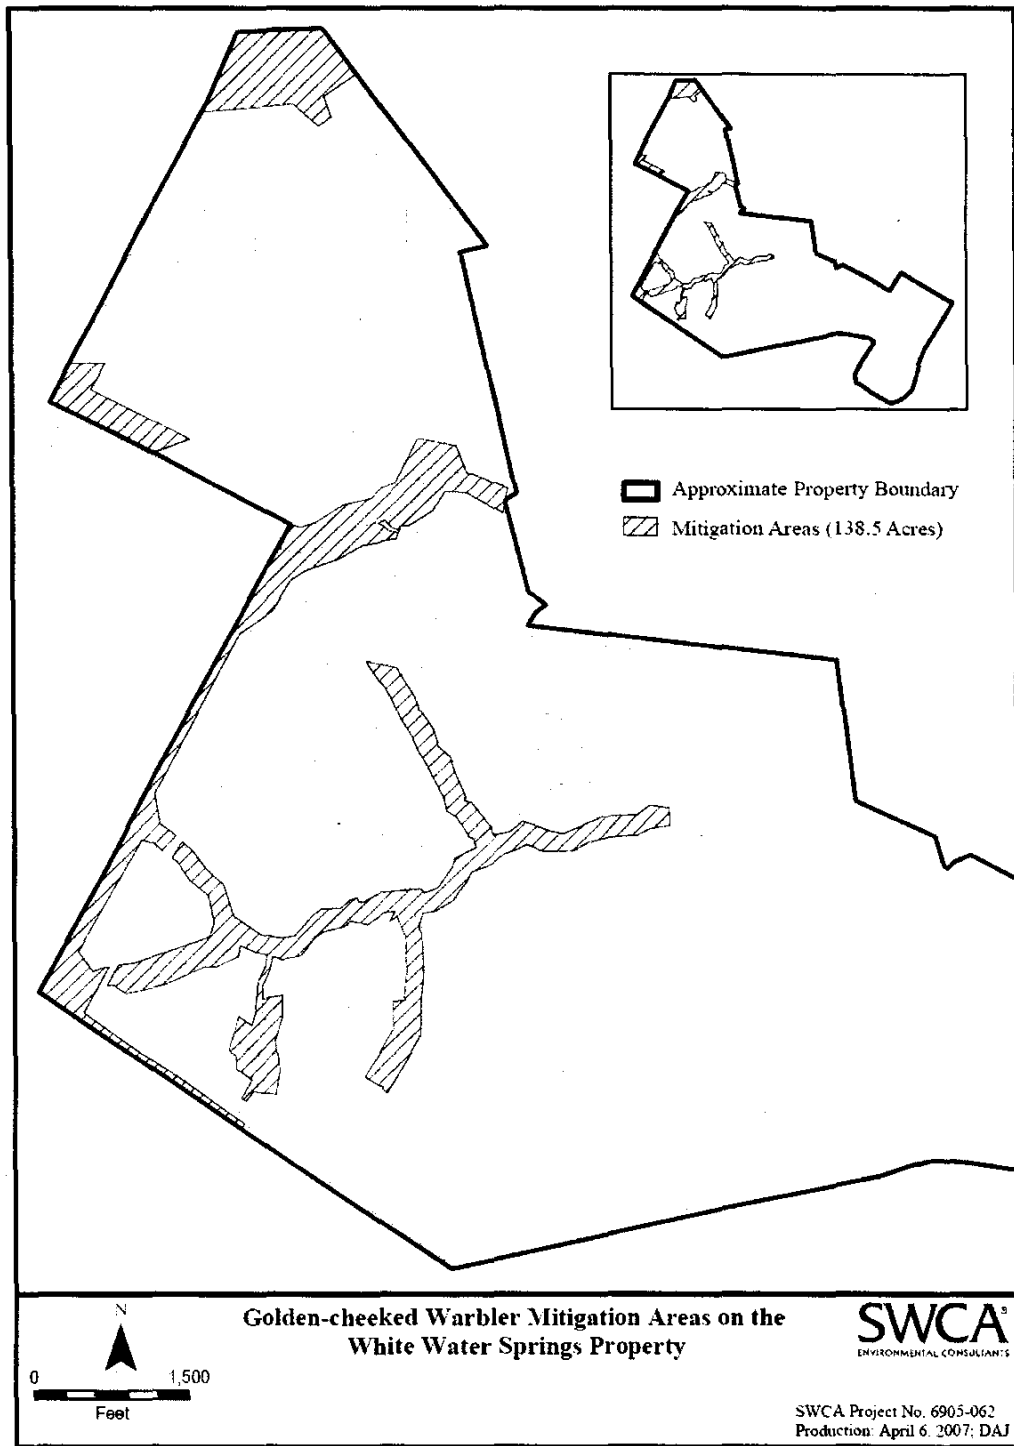 Approximate Property Boundary
Mitigation Areas (138.5 Acres)
N
0 1,500
Feet
Golden-cheeked Warbler Mitigation Areas on the
White Water Springs Property
SWCA®
ENVIRONMENTAL CONSULTANTS
SWCA Project No. 6905-062
Production: April 6, 2007; DAJ